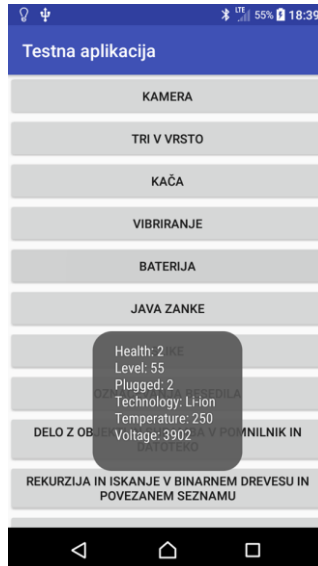 LTE 55% 18:39
Testna aplikacija
KAMERA
TRI V VRSTO
KAČA
VIBRIRANJE
BATERIJA
JAVA ZANKE
Health: 2
Level: 55
Plugged: 2
Technology: Li-ion
Temperature: 250
Voltage: 3902
BESEDILA
DELO Z
V POMNILNIK IN
DATOTEKO
REKURZIJA IN ISKANJE V BINARNEM DREVESU IN
POVEZANEM SEZNAMU